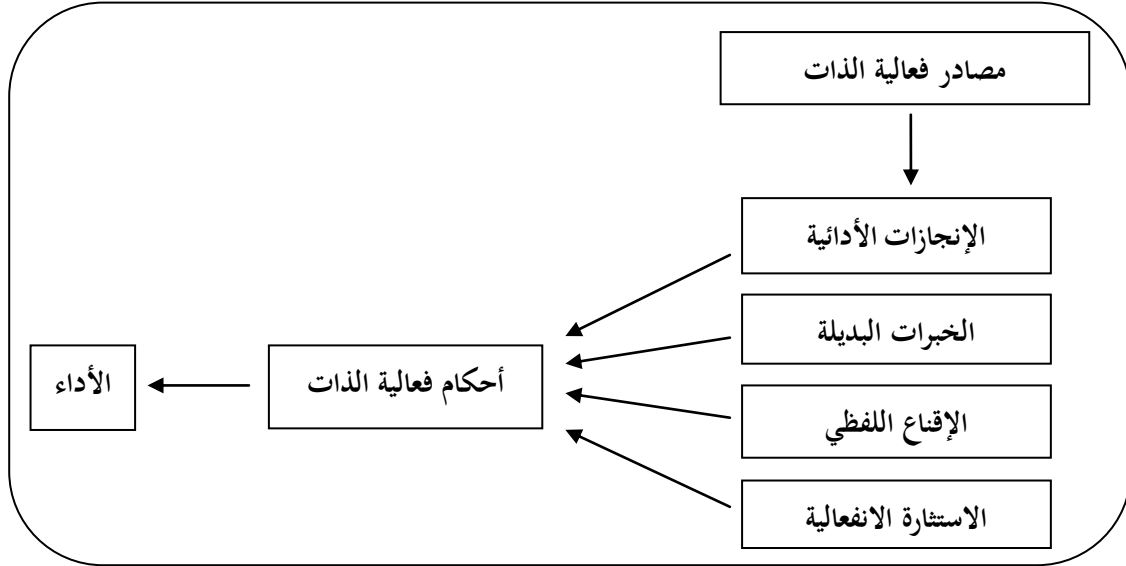 مصادر فعالية الذات
الإنجازات الأدائية
الخبرات البديلة
الإقناع اللفظي
الاستثارة الانفعالية
أحكام فعالية الذات
الأداء